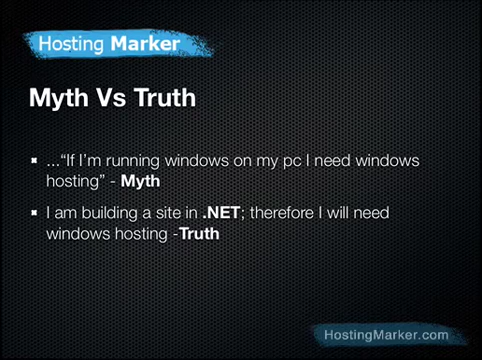 Hosting Marker
Myth Vs Truth
...“If I’m running windows on my pc I need windows
hosting” - Myth
I am building a site in .NET; therefore I will need
windows hosting -Truth
HostingMarker.com